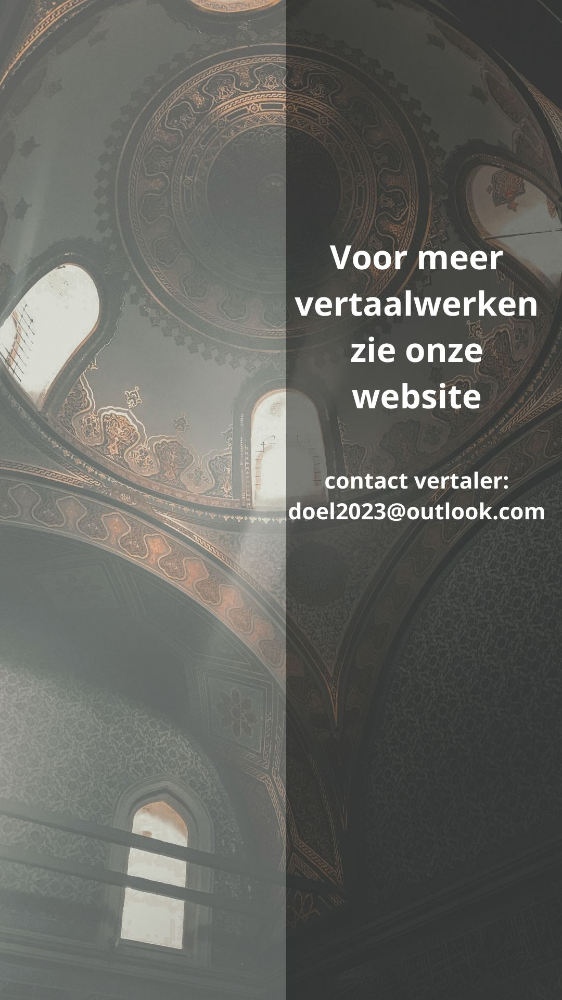 Voor meer
vertaalwerken
zie onze
website
contact vertaler:
doel2023@outlook.com